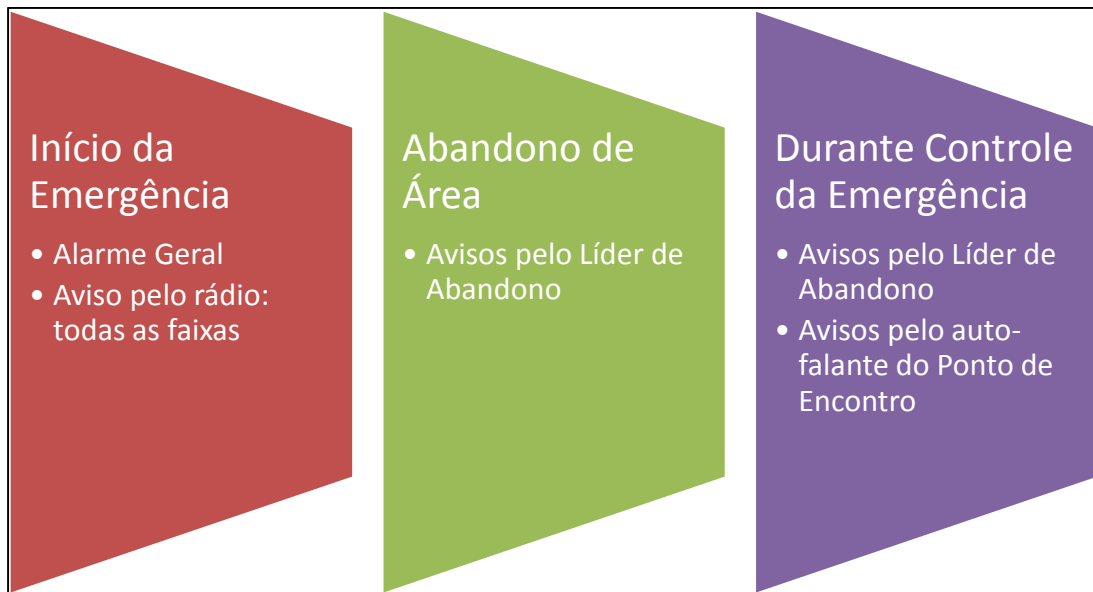 Início da
Emergência
• Alarme Geral
• Aviso pelo rádio:
todas as faixas
Abandono de
Área
• Avisos pelo Líder de
Abandono
Durante Controle
da Emergência
• Avisos pelo Líder de
Abandono
• Avisos pelo auto-
falante do Ponto de
Encontro